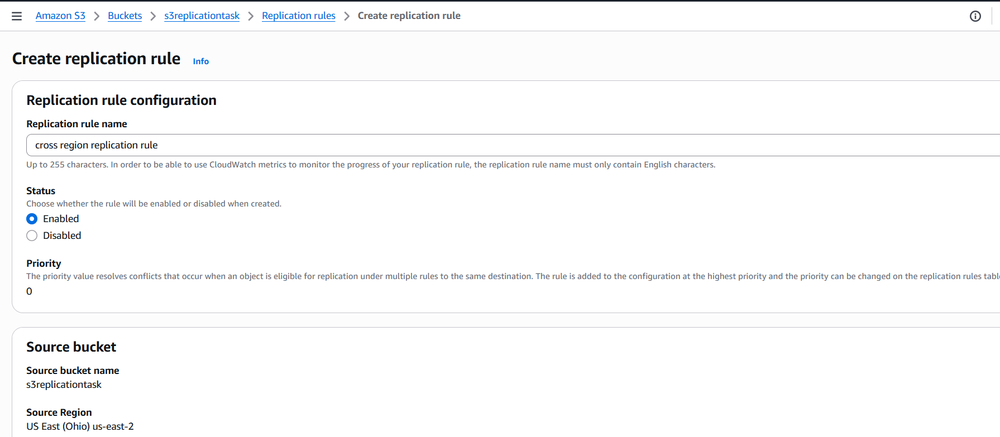 Amazon S3 > Buckets > s3replicationtask > Replication rules > Create replication rule
Create replication rule Info
Replication rule configuration
Replication rule name
cross region replication rule
Up to 255 characters. In order to be able to use CloudWatch metrics to monitor the progress of your replication rule, the replication rule name must only contain English characters.
Status
Choose whether the rule will be enabled or disabled when created.
Enabled
Disabled
Priority
The priority value resolves conflicts that occur when an object is eligible for replication under multiple rules to the same destination. The rule is added to the configuration at the highest priority and the priority can be changed on the replication rules
0
Source bucket
Source bucket name
s3replicationtask
Source Region
US East (Ohio) us-east-2